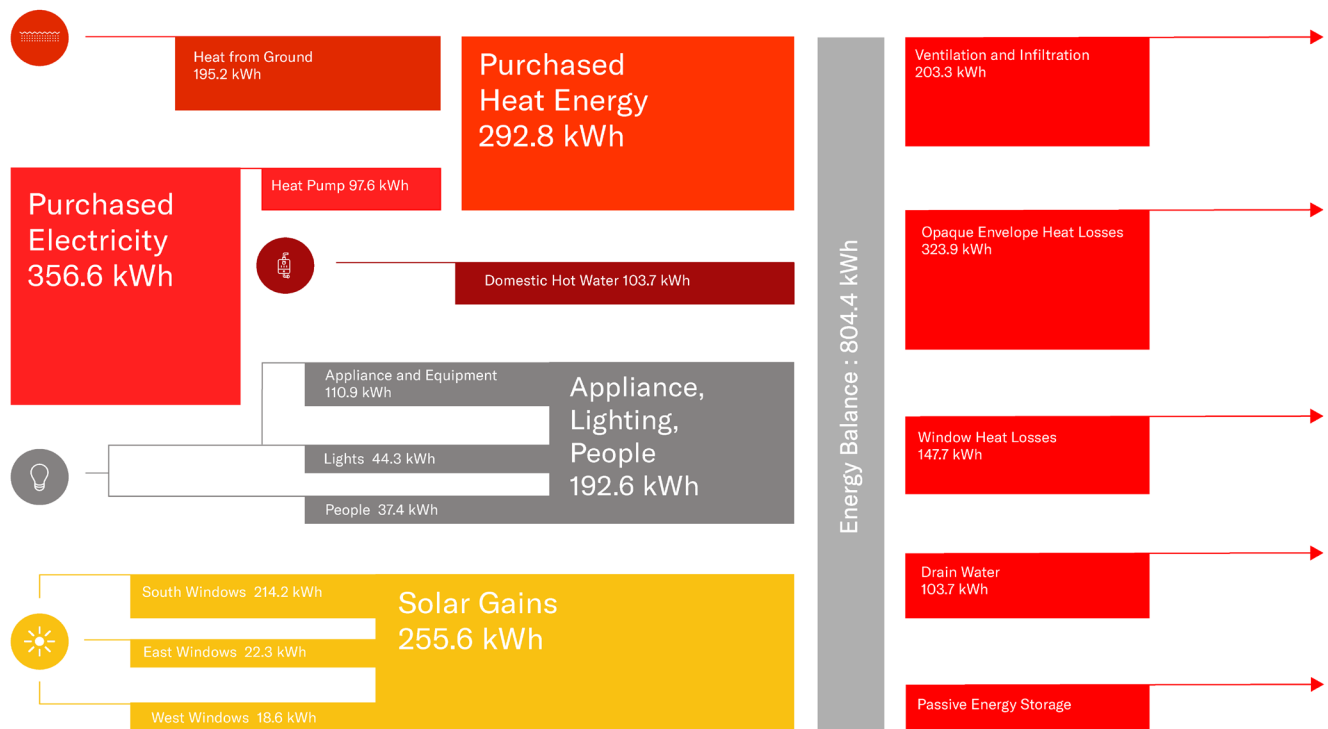 Heat from Ground
195.2 kWh
Purchased
Heat Energy
292.8 kWh
Ventilation and Infiltration
203.3 kWh
Purchased
Electricity
356.6 kWh
Heat Pump 97.6 kWh
Domestic Hot Water 103.7 kWh
Opaque Envelope Heat Losses
323.9 kWh
Energy Balance : 804.4 kWh
Appliance and Equipment
110.9 kWh
Lights 44.3 kWh
People 37.4 kWh
Appliance,
Lighting,
People
192.6 kWh
Window Heat Losses
147.7 kWh
South Windows 214.2 kWh
East Windows 22.3 kWh
West Windows 18.6 kWh
Solar Gains
255.6 kWh
Drain Water
103.7 kWh
Passive Energy Storage